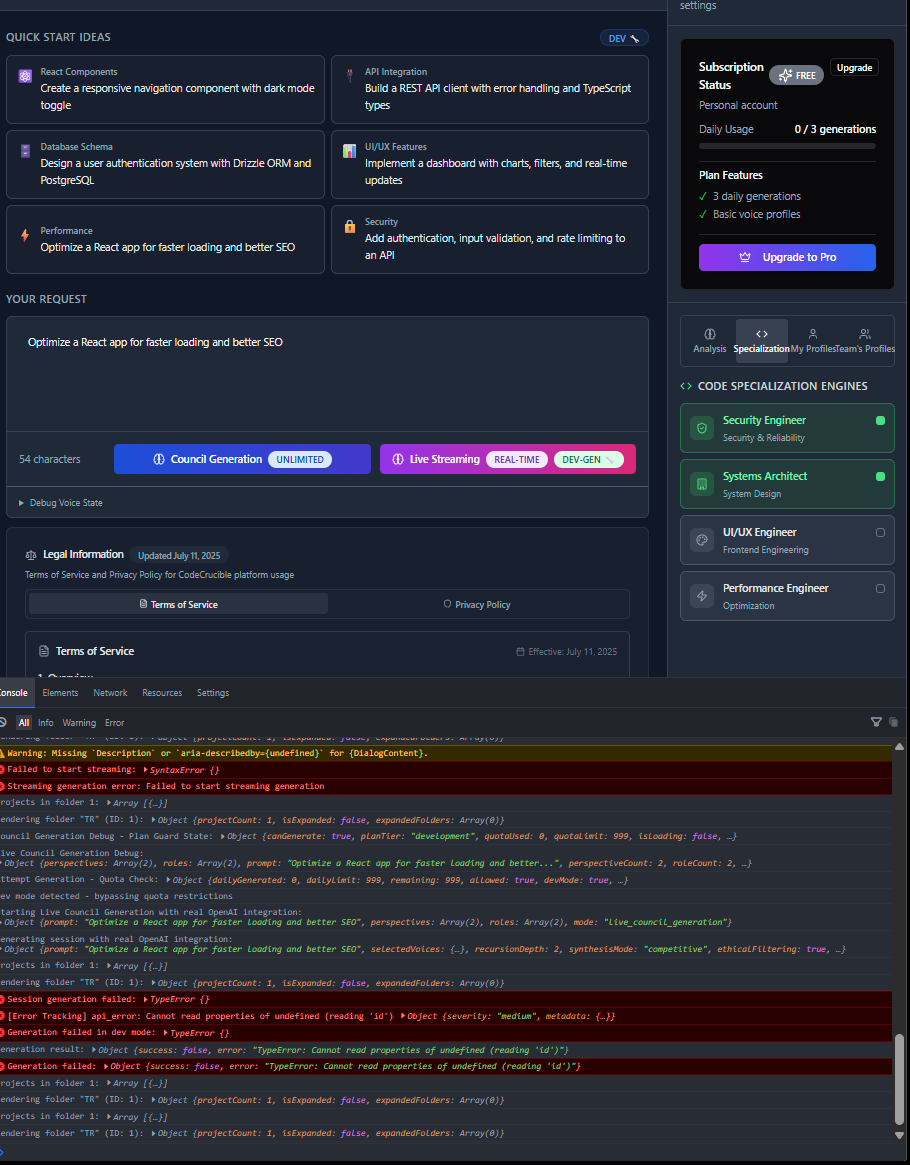 settings
QUICK START IDEAS
DEV
React Components
Create a responsive navigation component with dark mode
toggle
API Integration
Build a REST API client with error handling and TypeScript
types
Database Schema
Design a user authentication system with Drizzle ORM and
PostgreSQL
UI/UX Features
Implement a dashboard with charts, filters, and real-time
updates
Performance
Optimize a React app for faster loading and better SEO
Security
Add authentication, input validation, and rate limiting to
an API
YOUR REQUEST
Optimize a React app for faster loading and better SEO
54 characters
Council Generation UNLIMITED
Live Streaming REAL-TIME DEV-GEN
Debug Voice State
Legal Information Updated July 11, 2025
Terms of Service and Privacy Policy for CodeCrucible platform usage
Terms of Service
Privacy Policy
Terms of Service
Effective: July 11, 2025
1. Overview
Subscription
Status
FREE
Upgrade
Personal account
Daily Usage 0 / 3 generations
Plan Features
3 daily generations
Basic voice profiles
Upgrade to Pro
Analysis
Specialization
My Profiles
Team's Profiles
CODE SPECIALIZATION ENGINES
Security Engineer
Security & Reliability
Systems Architect
System Design
UI/UX Engineer
Frontend Engineering
Performance Engineer
Optimization
onsole Elements Network Resources Settings
All Info Warning Error
endering folder "TR" (ID: 1): Object {projectCount: 1, isExpanded: false, expandedFolders: Array(0)}
Warning: Missing `Description` or `aria-describedby={undefined}` for {DialogContent}.
Failed to start streaming: SyntaxError {}
Streaming generation error: Failed to start streaming generation
rojects in folder 1: Array [{…}]
endering folder "TR" (ID: 1): Object {projectCount: 1, isExpanded: false, expandedFolders: Array(0)}
ouncil Generation Debug - Plan Guard State: Object {canGenerate: true, planTier: "development", quotaUsed: 0, quotaLimit: 999, isLoading: false, …}
ive Council Generation Debug:
Object {perspectives: Array(2), roles: Array(2), prompt: "Optimize a React app for faster loading and better...", perspectiveCount: 2, roleCount: 2, …}
ttempt Generation - Quota Check: Object {dailyGenerated: 0, dailyLimit: 999, remaining: 999, allowed: true, devMode: true, …}
ev mode detected - bypassing quota restrictions
tarting Live Council Generation with real OpenAI integration:
Object {prompt: "Optimize a React app for faster loading and better SEO", perspectives: Array(2), roles: Array(2), mode: "live_council_generation"}
enerating session with real OpenAI integration:
Object {prompt: "Optimize a React app for faster loading and better SEO", selectedVoices: {…}, recursionDepth: 2, synthesisMode: "competitive", ethicalFiltering: true, …}
rojects in folder 1: Array [{…}]
endering folder "TR" (ID: 1): Object {projectCount: 1, isExpanded: false, expandedFolders: Array(0)}
Session generation failed: TypeError {}
[Error Tracking] api_error: Cannot read properties of undefined (reading 'id') Object {severity: "medium", metadata: {…}}
Generation failed in dev mode: TypeError {}
eneration result: Object {success: false, error: "TypeError: Cannot read properties of undefined (reading 'id')"}
Generation failed: Object {success: false, error: "TypeError: Cannot read properties of undefined (reading 'id')"}
rojects in folder 1: Array [{…}]
endering folder "TR" (ID: 1): Object {projectCount: 1, isExpanded: false, expandedFolders: Array(0)}
rojects in folder 1: Array [{…}]
endering folder "TR" (ID: 1): Object {projectCount: 1, isExpanded: false, expandedFolders: Array(0)}